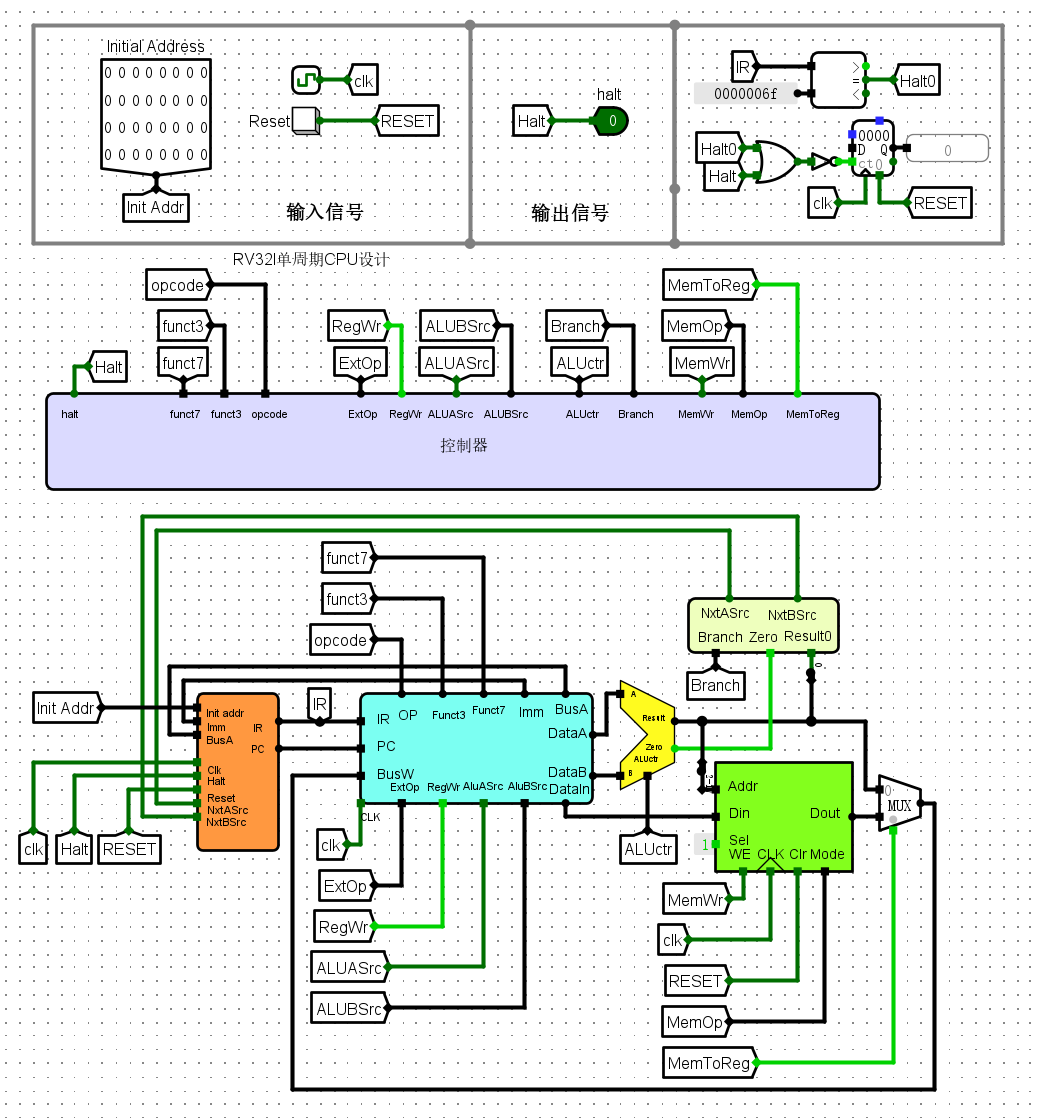 Initial Address
0 0 0 0 0 0 0 0
0 0 0 0 0 0 0 0
0 0 0 0 0 0 0 0
0 0 0 0 0 0 0 0
Init Addr
clk
Reset
RESET
输入信号
halt
Halt
0
输出信号
IR
0000006f
>
=
<
Halt0
Halt0
Halt
0000
D Q
ct0
0
clk
RESET
RV32I单周期CPU设计
opcode
funct3
funct7
Halt
RegWr
ExtOp
ALUBSrc
ALUASrc
Branch
ALUctr
MemToReg
MemOp
MemWr
halt
funct7
funct3
opcode
ExtOp
RegWr
ALUASrc
ALUBSrc
ALUctr
Branch
MemWr
MemOp
MemToReg
控制器
funct7
funct3
opcode
NxtASrc
NxtBSrc
Branch
Zero
Result0
Branch
0
Init Addr
Init addr
Imm
BusA
IR
PC
Clk
Halt
Reset
NxtASrc
NxtBSrc
clk
Halt
RESET
IR
IR
OP
Funct3
Funct7
Imm
BusA
PC
DataA
BusW
DataB
ExtOp
RegWr
AluASrc
AluBSrc
DataIn
CLK
clk
ExtOp
RegWr
ALUASrc
ALUBSrc
A
Result
Zero
ALUctr
B
ALUctr
Addr
Din
Dout
1
Sel
WE
CLK
Clr
Mode
0
MUX
MemWr
clk
RESET
MemOp
MemToReg